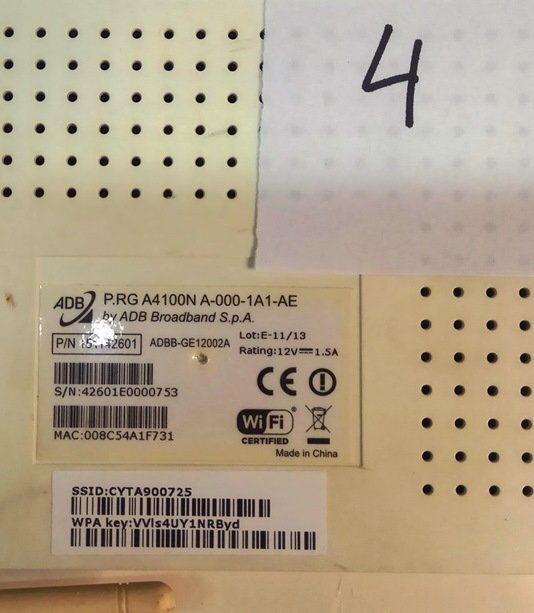 4
ADB
P.RG A4100N A-000-1A1-AE
by ADB Broadband S.p.A.
P/N 42601
ADBB-GE12002A
Lot:E-11/13
Rating:12V⎓1.5A
S/N:42601E0000753
CE
MAC:008C54A1F731
WiFi
CERTIFIED
Made in China
SSID:CYTA900725
WPA key:VVls4UY1NRByd